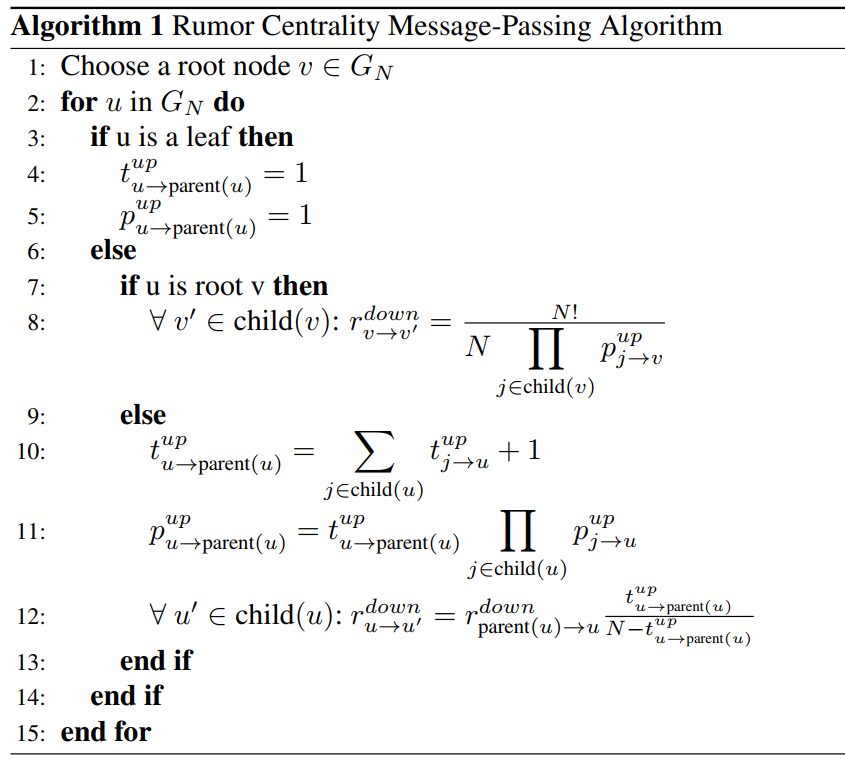 Algorithm 1 Rumor Centrality Message-Passing Algorithm
1: Choose a root node $v \in G_N$
2: for $u$ in $G_N$ do
3: if u is a leaf then
4: $t^{up}_{u \to \text{parent}(u)} = 1$
5: $p^{up}_{u \to \text{parent}(u)} = 1$
6: else
7: if u is root v then
8: $\forall\ v' \in \text{child}(v)$: $r^{down}_{v \to v'} = \frac{N!}{N \prod_{j \in \text{child}(v)} p^{up}_{j \to v}}$
9: else
10: $t^{up}_{u \to \text{parent}(u)} = \sum_{j \in \text{child}(u)} t^{up}_{j \to u} + 1$
11: $p^{up}_{u \to \text{parent}(u)} = t^{up}_{u \to \text{parent}(u)} \prod_{j \in \text{child}(u)} p^{up}_{j \to u}$
12: $\forall\ u' \in \text{child}(u)$: $r^{down}_{u \to u'} = r^{down}_{\text{parent}(u) \to u} \frac{t^{up}_{u \to \text{parent}(u)}}{N - t^{up}_{u \to \text{parent}(u)}}$
13: end if
14: end if
15: end for